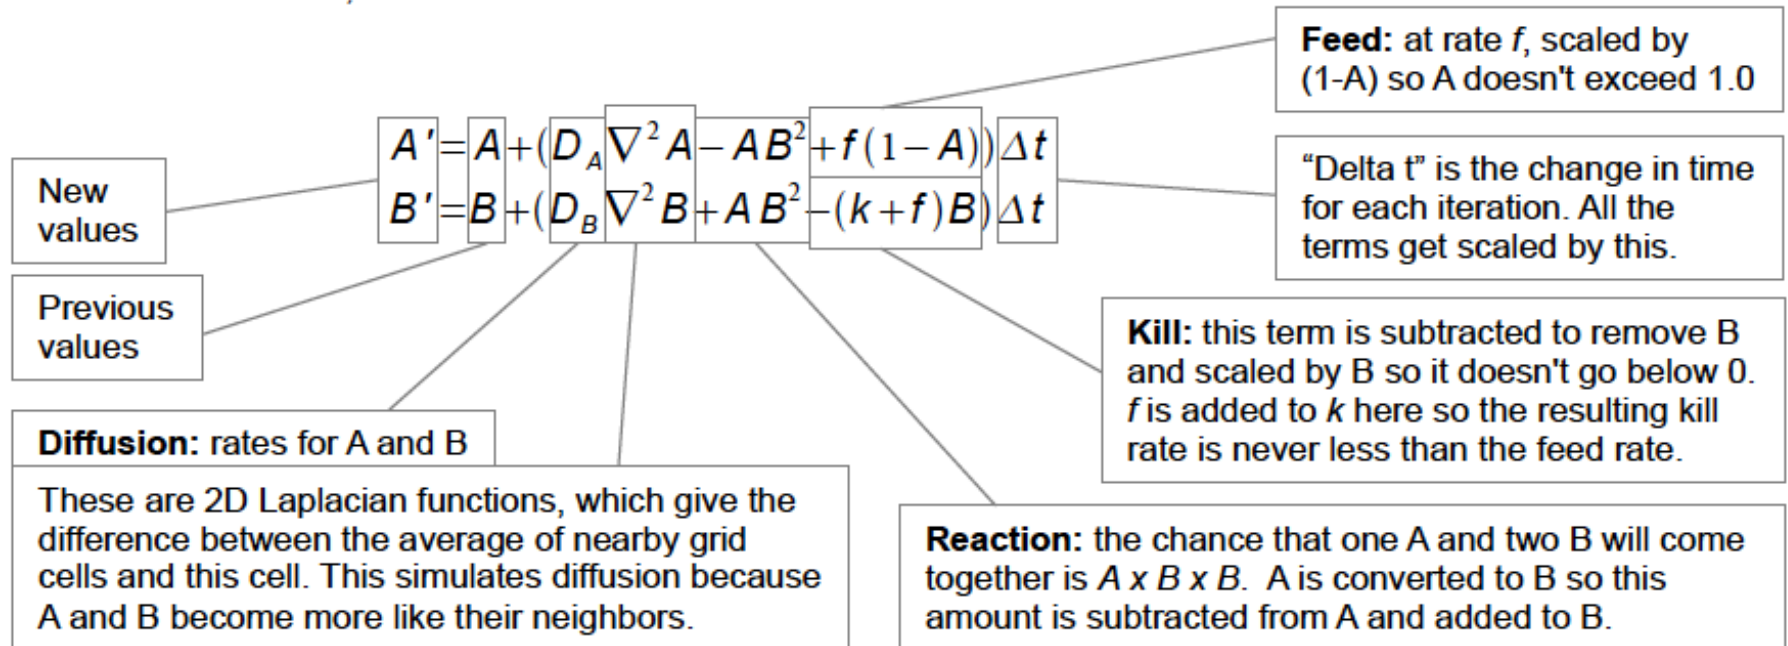 Feed: at rate f, scaled by
(1-A) so A doesn't exceed 1.0
A'=A+(D_A∇²A−AB²+f(1−A))Δt
B'=B+(D_B∇²B+AB²−(k+f)B)Δt
New
values
"Delta t" is the change in time
for each iteration. All the
terms get scaled by this.
Previous
values
Kill: this term is subtracted to remove B
and scaled by B so it doesn't go below 0.
f is added to k here so the resulting kill
rate is never less than the feed rate.
Diffusion: rates for A and B
These are 2D Laplacian functions, which give the
difference between the average of nearby grid
cells and this cell. This simulates diffusion because
A and B become more like their neighbors.
Reaction: the chance that one A and two B will come
together is A x B x B. A is converted to B so this
amount is subtracted from A and added to B.